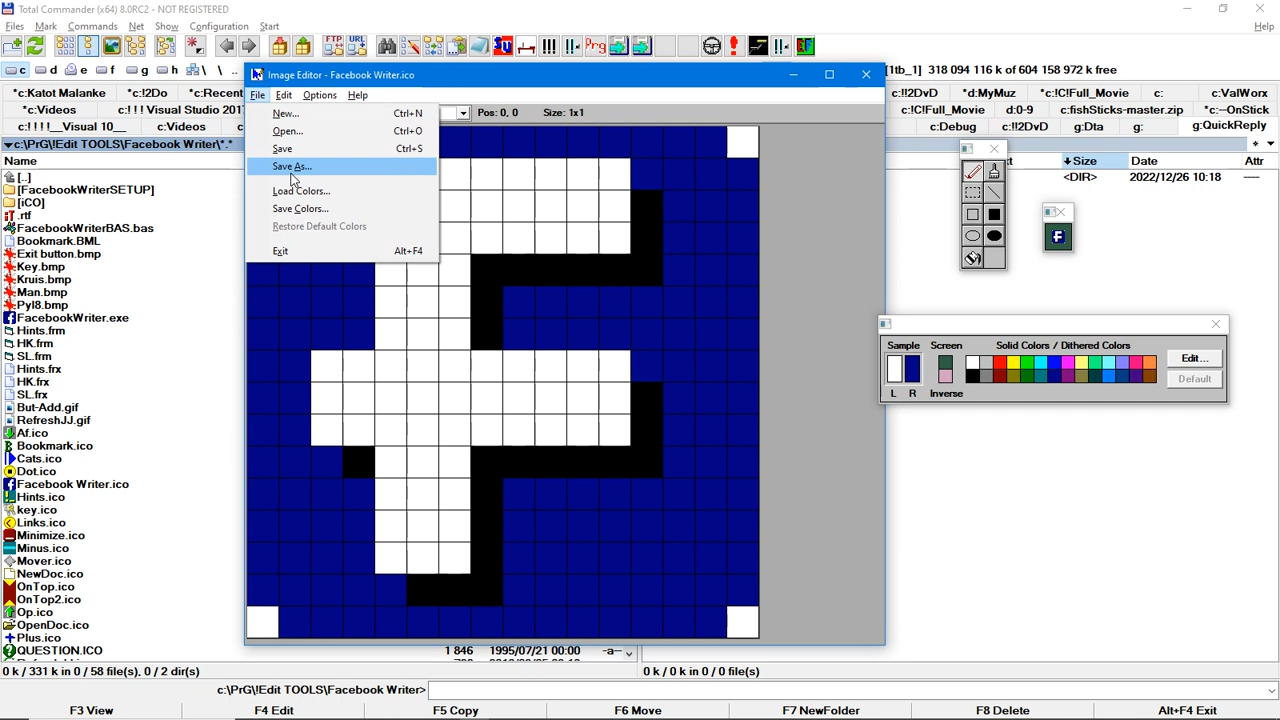 Total Commander (x64) 8.0RC2 - NOT REGISTERED
Files Mark Commands Net Show Configuration Start Help
FTP URL Prg
c d e f g h \ .. [1tb_1] 318 094 116 k of 604 158 972 k free
*c:Katot Malanke *c:!2Do *c:Recent c:!!2DvD *d:MyMuz *c:!C!Full_Movie c: c:ValWorx
*c:Videos c:! ! ! Visual Studio 2017 c:!C!Full_Movie d:0-9 c:fishSticks-master.zip *c:--OnStick
c:! ! ! !__Visual 10__ c:Videos c:Debug c:!!2DvD g:Dta g: g:QuickReply
▼c:\PrG\!Edit TOOLS\Facebook Writer\*.* * ▼
Name Size Date Attr
[..] <DIR> 2022/12/26 10:18 ----
[FacebookWriterSETUP]
[iCO]
.rtf
FacebookWriterBAS.bas
Bookmark.BML
Exit button.bmp
Key.bmp
Kruis.bmp
Man.bmp
Pyl8.bmp
FacebookWriter.exe
Hints.frm
HK.frm
SL.frm
Hints.frx
HK.frx
SL.frx
But-Add.gif
RefreshJJ.gif
Af.ico
Bookmark.ico
Cats.ico
Dot.ico
Facebook Writer.ico
Hints.ico
key.ico
Links.ico
Minimize.ico
Minus.ico
Mover.ico
NewDoc.ico
OnTop.ico
OnTop2.ico
Op.ico
OpenDoc.ico
Plus.ico
QUESTION.ICO 1 846 1995/07/21 00:00 -a--
Image Editor - Facebook Writer.ico
File Edit Options Help
Pos: 0, 0 Size: 1x1
New... Ctrl+N
Open... Ctrl+O
Save Ctrl+S
Save As...
Load Colors...
Save Colors...
Restore Default Colors
Exit Alt+F4
Sample Screen Solid Colors / Dithered Colors
Edit...
Default
L R Inverse
0 k / 331 k in 0 / 58 file(s), 0 / 2 dir(s) 0 k / 0 k in 0 / 0 file(s)
c:\PrG\!Edit TOOLS\Facebook Writer>
F3 View F4 Edit F5 Copy F6 Move F7 NewFolder F8 Delete Alt+F4 Exit